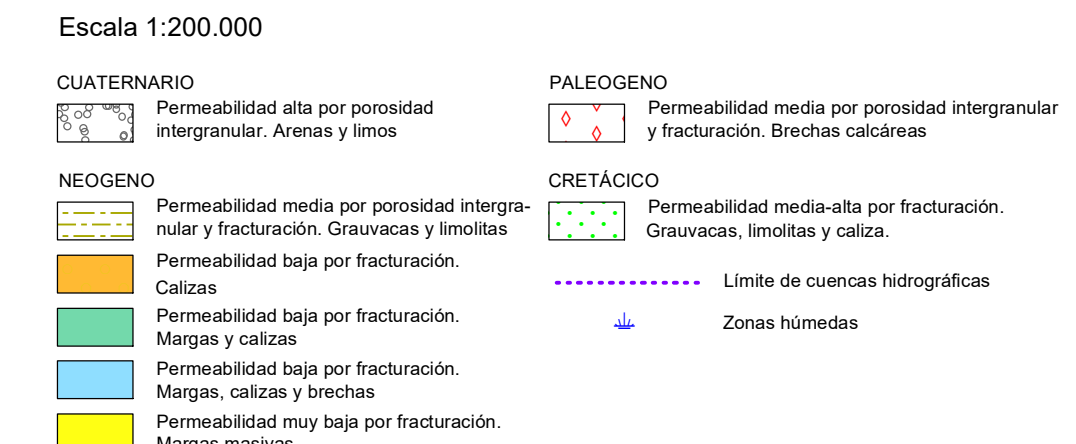 Escala 1:200.000
CUATERNARIO
Permeabilidad alta por porosidad
intergranular. Arenas y limos
NEOGENO
Permeabilidad media por porosidad intergra-
nular y fracturación. Grauvacas y limolitas
Permeabilidad baja por fracturación.
Calizas
Permeabilidad baja por fracturación.
Margas y calizas
Permeabilidad baja por fracturación.
Margas, calizas y brechas
Permeabilidad muy baja por fracturación.
Margas masivas
PALEOGENO
Permeabilidad media por porosidad intergranular
y fracturación. Brechas calcáreas
CRETÁCICO
Permeabilidad media-alta por fracturación.
Grauvacas, limolitas y caliza.
Límite de cuencas hidrográficas
Zonas húmedas